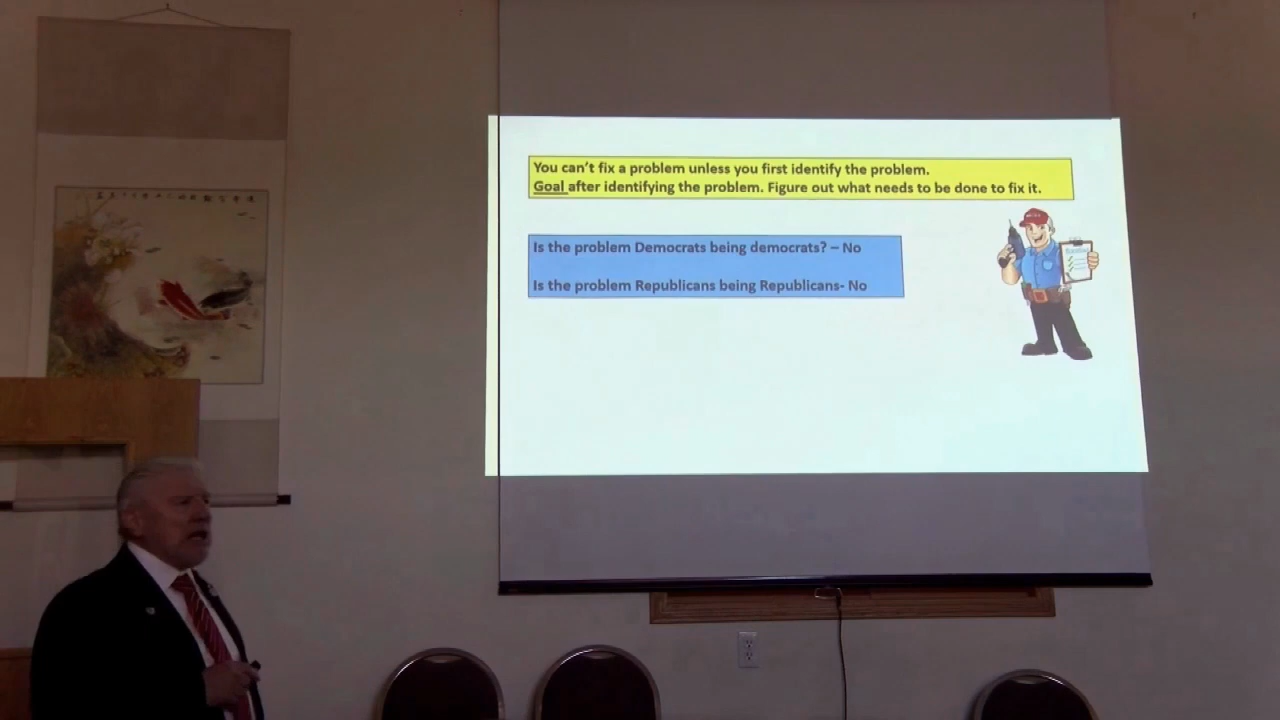 You can't fix a problem unless you first identify the problem.
Goal after identifying the problem. Figure out what needs to be done to fix it.
Is the problem Democrats being democrats? – No
Is the problem Republicans being Republicans- No